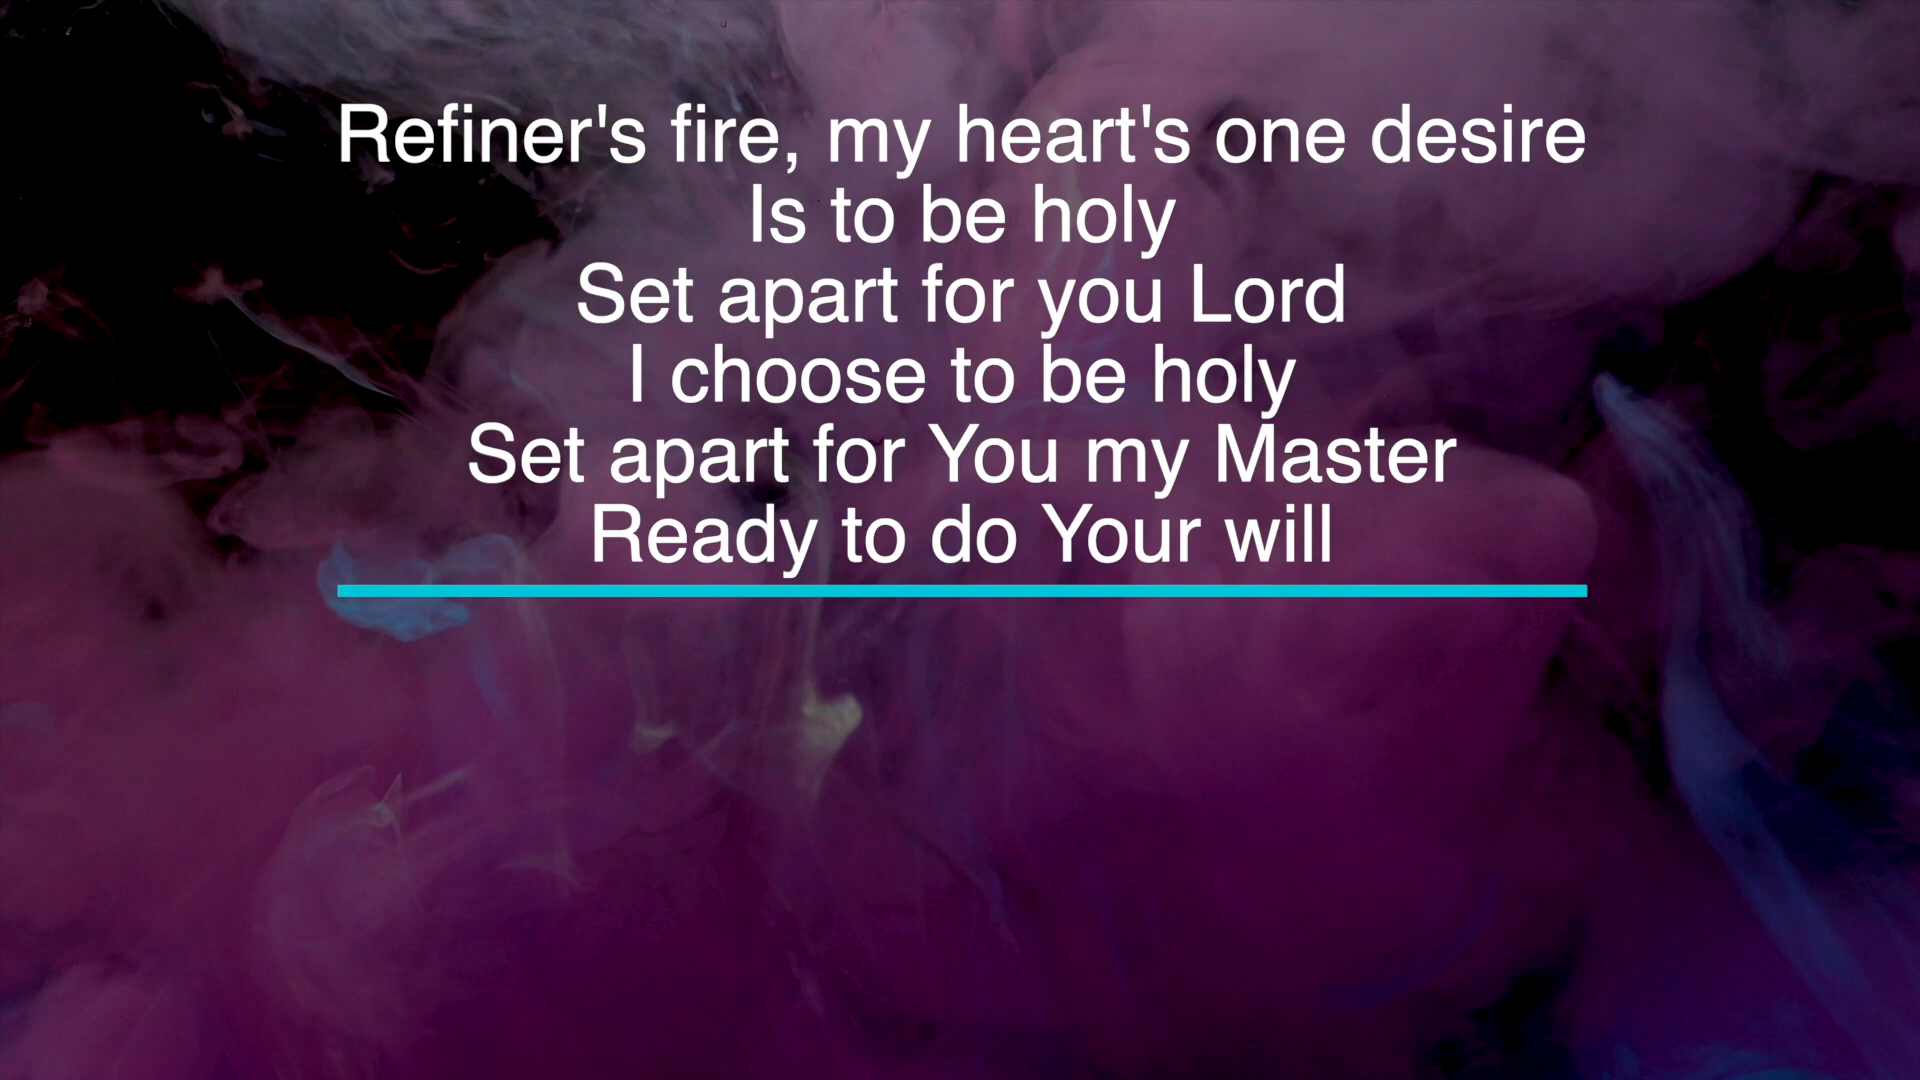 Refiner's fire, my heart's one desire
Is to be holy
Set apart for you Lord
I choose to be holy
Set apart for You my Master
Ready to do Your will